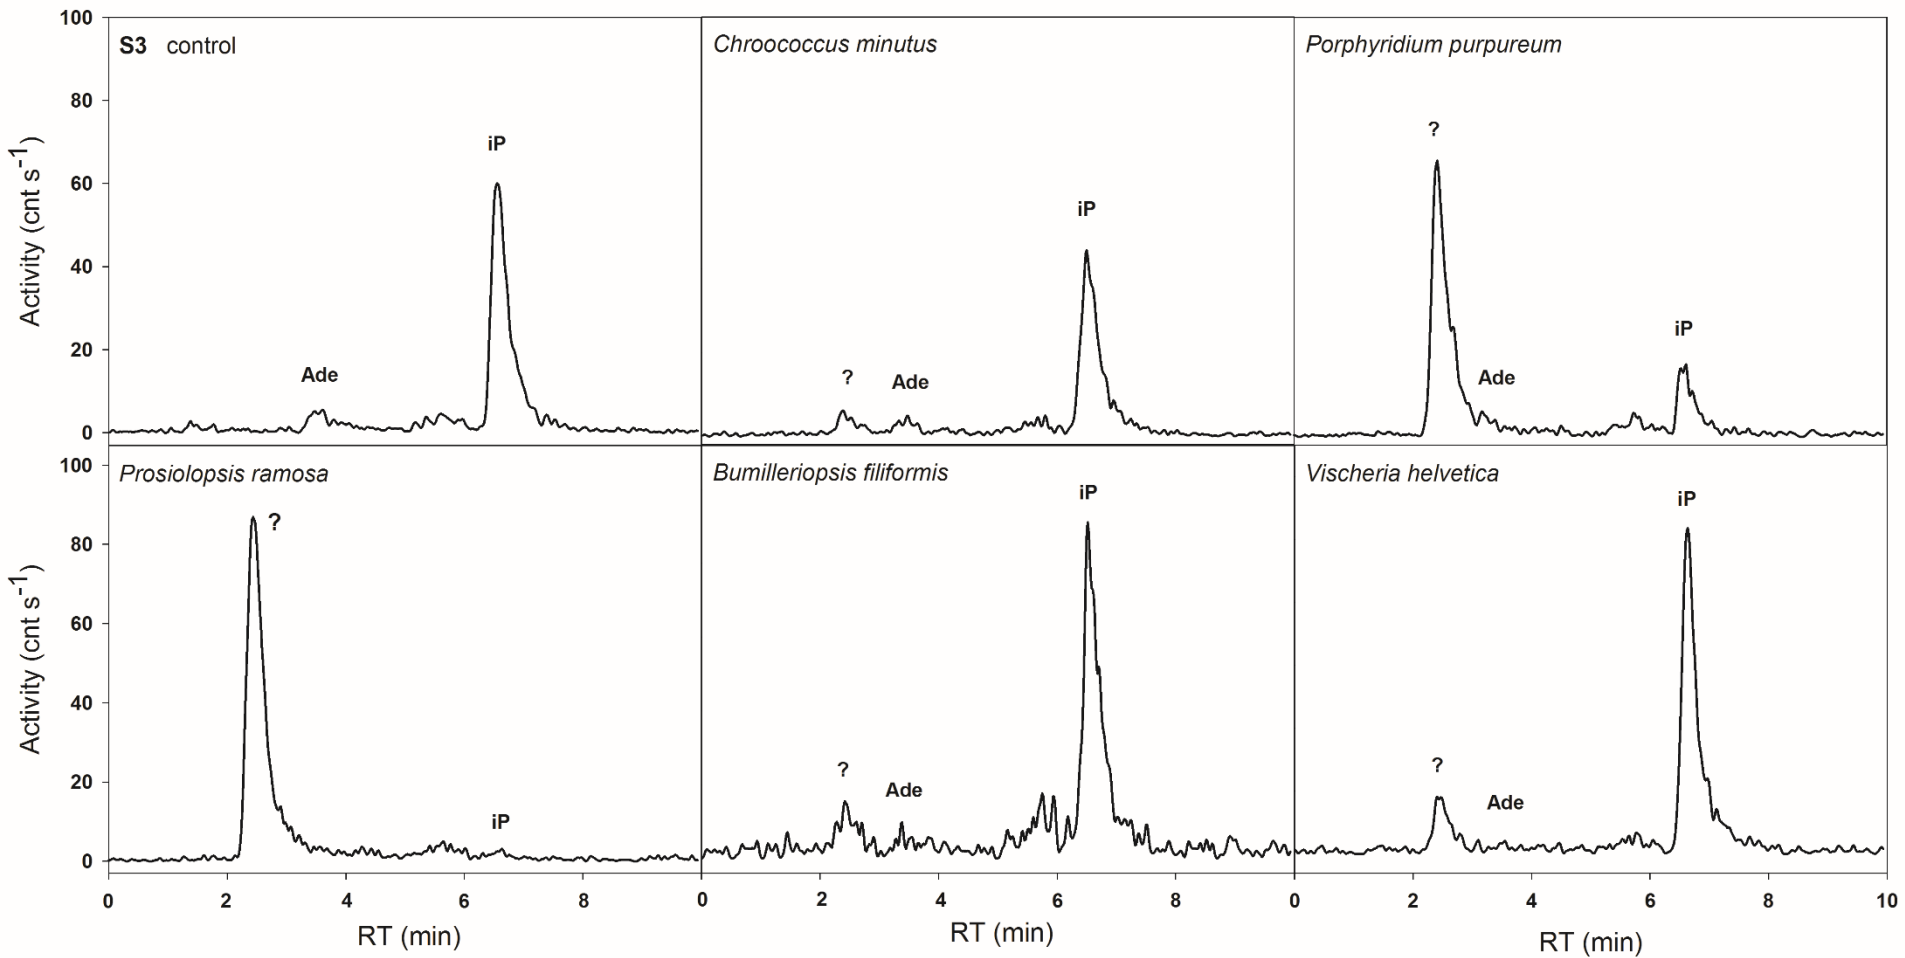 S3 control
Chroococcus minutus
Porphyridium purpureum
100
80
60
40
20
0
Activity (cnt s-1)
Ade
iP
?
Ade
iP
?
Ade
iP
Prosiolopsis ramosa
Bumilleriopsis filiformis
Vischeria helvetica
100
80
60
40
20
0
Activity (cnt s-1)
?
iP
?
Ade
iP
?
Ade
iP
0 2 4 6 8 0 2 4 6 8 0 2 4 6 8 10
RT (min)
RT (min)
RT (min)